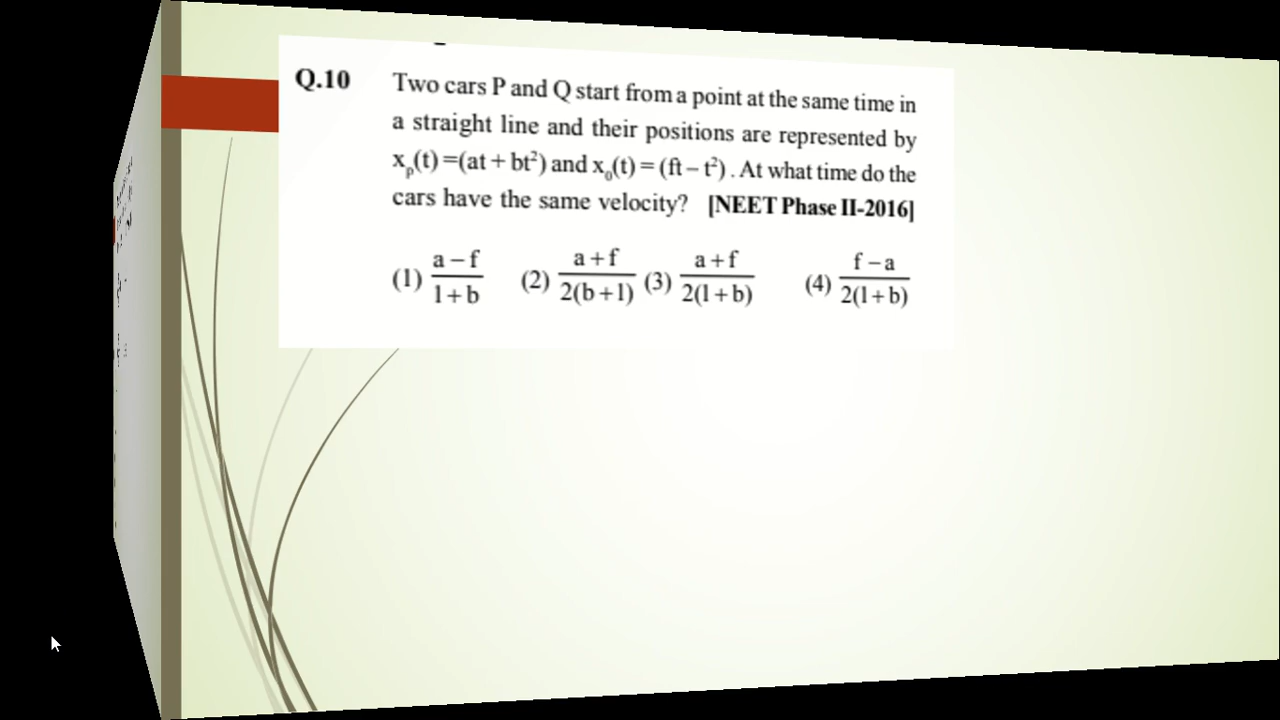 Q.10 Two cars P and Q start from a point at the same time in
a straight line and their positions are represented by
xₚ(t) =(at + bt²) and x₀(t) = (ft – t²) . At what time do the
cars have the same velocity? [NEET Phase II-2016]
(1) a – f / 1 + b (2) a + f / 2(b + 1) (3) a + f / 2(1 + b) (4) f – a / 2(1 + b)